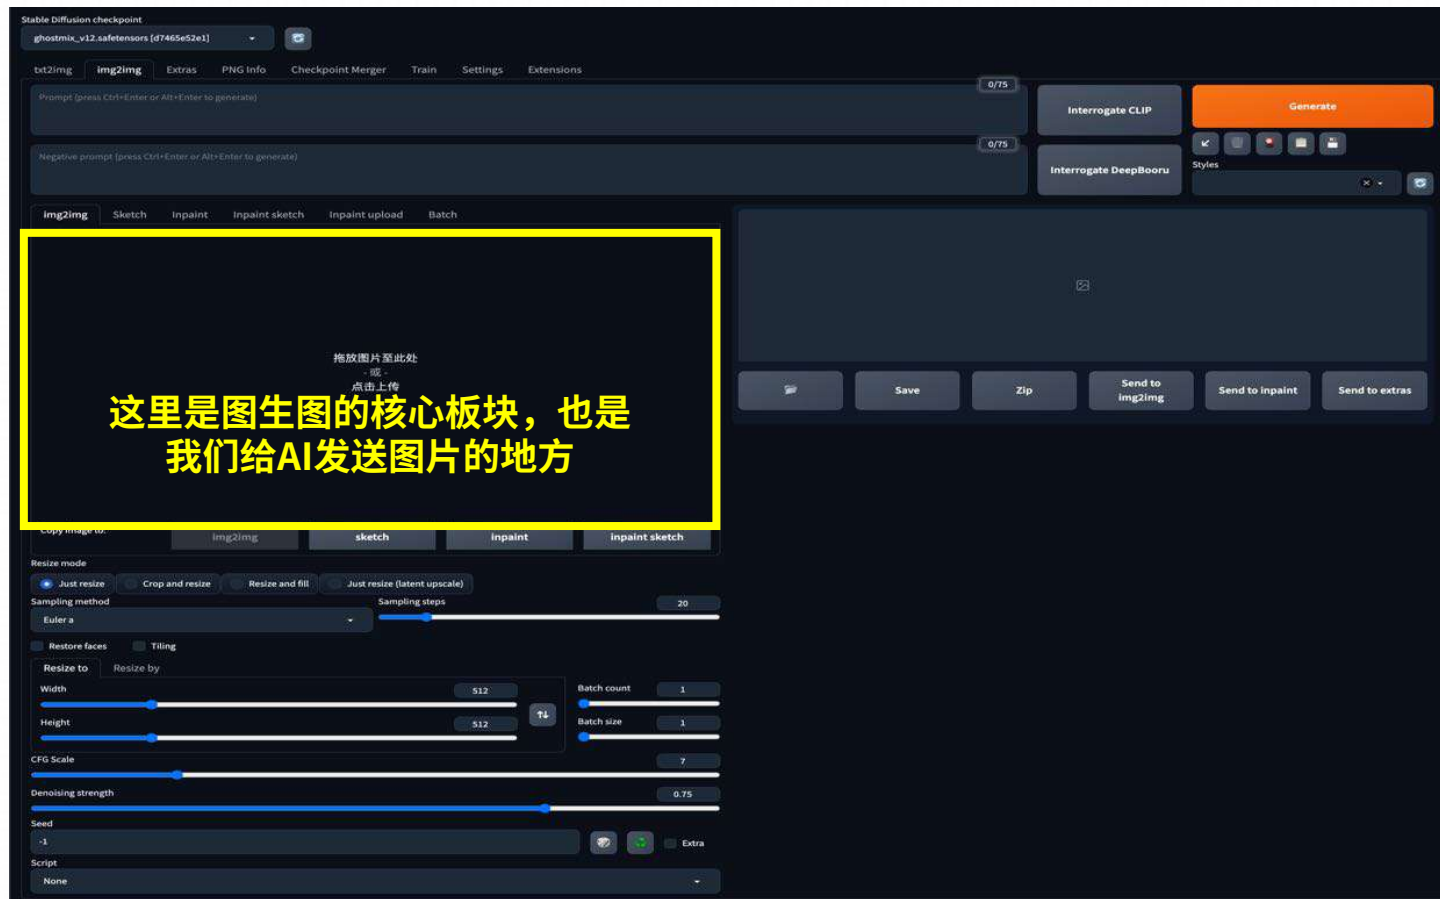 Stable Diffusion checkpoint
ghostmix_v12.safetensors [d7465e52e1]
txt2img img2img Extras PNG Info Checkpoint Merger Train Settings Extensions
0/75
Prompt (press Ctrl+Enter or Alt+Enter to generate)
Interrogate CLIP
Generate
0/75
Negative prompt (press Ctrl+Enter or Alt+Enter to generate)
Interrogate DeepBooru
Styles
img2img Sketch Inpaint Inpaint sketch Inpaint upload Batch
拖放图片至此处
- 或 -
点击上传
这里是图生图的核心板块，也是
我们给AI发送图片的地方
Save Zip Send to img2img Send to inpaint Send to extras
Copy image to: img2img sketch inpaint inpaint sketch
Resize mode
Just resize Crop and resize Resize and fill Just resize (latent upscale)
Sampling method Sampling steps 20
Euler a
Restore faces Tiling
Resize to Resize by
Width 512 Batch count 1
Height 512 Batch size 1
CFG Scale 7
Denoising strength 0.75
Seed
-1 Extra
Script
None